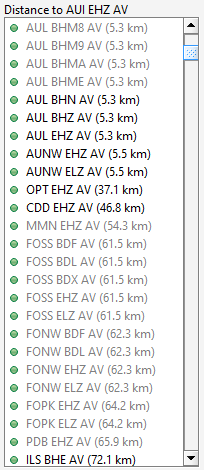 Distance to AUI EHZ AV
AUL BHM8 AV (5.3 km)
AUL BHM9 AV (5.3 km)
AUL BHMA AV (5.3 km)
AUL BHME AV (5.3 km)
AUL BHN AV (5.3 km)
AUL BHZ AV (5.3 km)
AUL EHZ AV (5.3 km)
AUNW EHZ AV (5.5 km)
AUNW ELZ AV (5.5 km)
OPT EHZ AV (37.1 km)
CDD EHZ AV (46.8 km)
MMN EHZ AV (54.3 km)
FOSS BDF AV (61.5 km)
FOSS BDL AV (61.5 km)
FOSS BDX AV (61.5 km)
FOSS EHZ AV (61.5 km)
FOSS ELZ AV (61.5 km)
FONW BDF AV (62.3 km)
FONW BDL AV (62.3 km)
FONW EHZ AV (62.3 km)
FONW ELZ AV (62.3 km)
FOPK EHZ AV (64.2 km)
FOPK ELZ AV (64.2 km)
PDB EHZ AV (65.9 km)
ILS BHE AV (72.1 km)